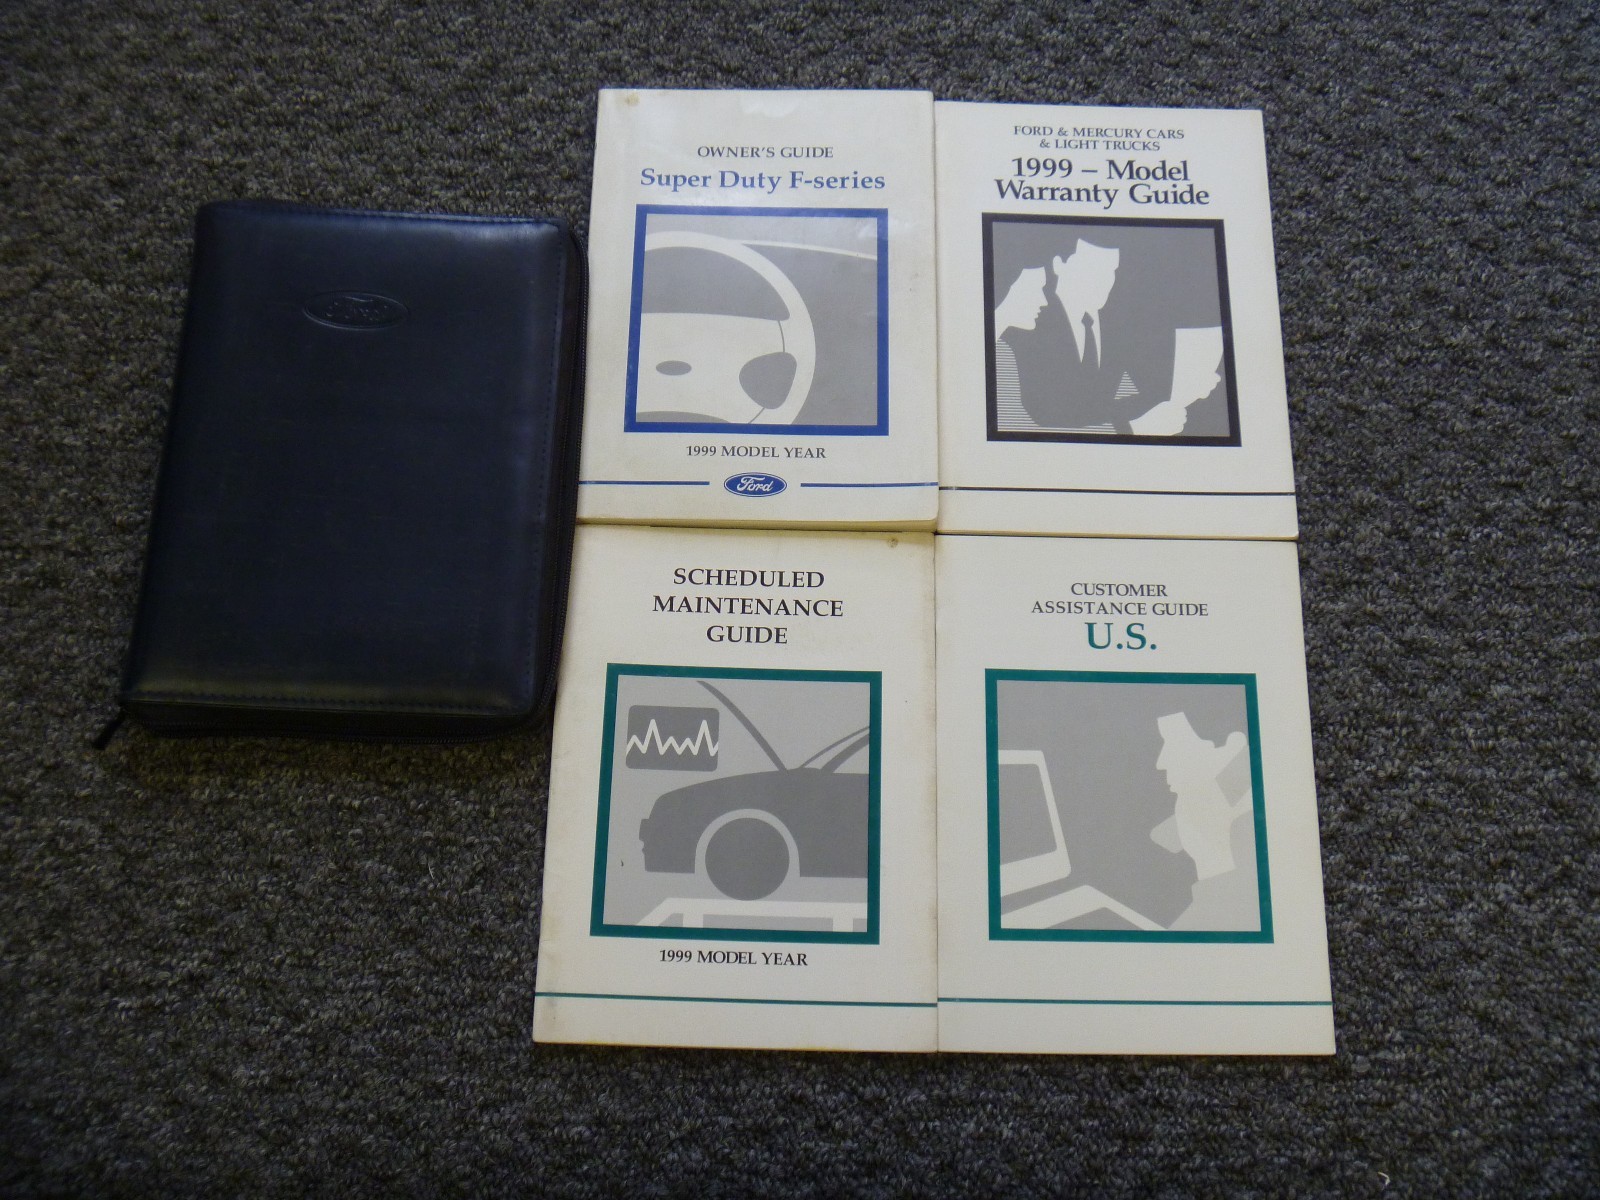 Ford
OWNER'S GUIDE
Super Duty F-series
1999 MODEL YEAR
Ford
FORD & MERCURY CARS
& LIGHT TRUCKS
1999 – Model
Warranty Guide
SCHEDULED
MAINTENANCE
GUIDE
1999 MODEL YEAR
CUSTOMER
ASSISTANCE GUIDE
U.S.